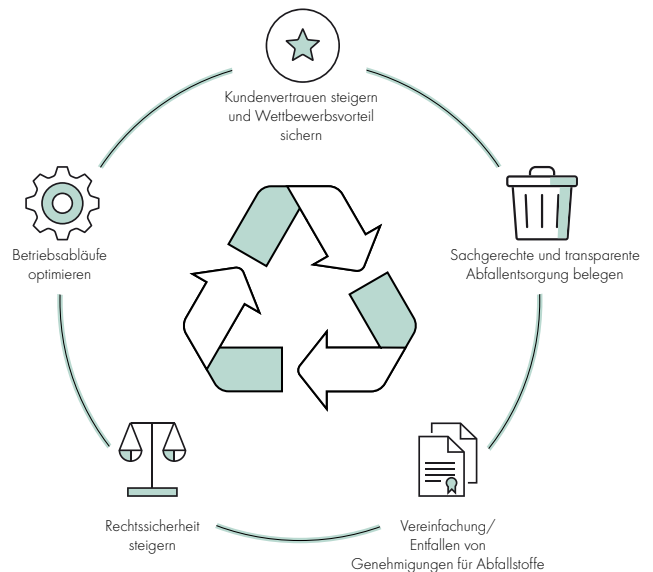 Kundenvertrauen steigern
und Wettbewerbsvorteil
sichern
Sachgerechte und transparente
Abfallentsorgung belegen
Vereinfachung/
Entfallen von
Genehmigungen für Abfallstoffe
Rechtssicherheit
steigern
Betriebsabläufe
optimieren